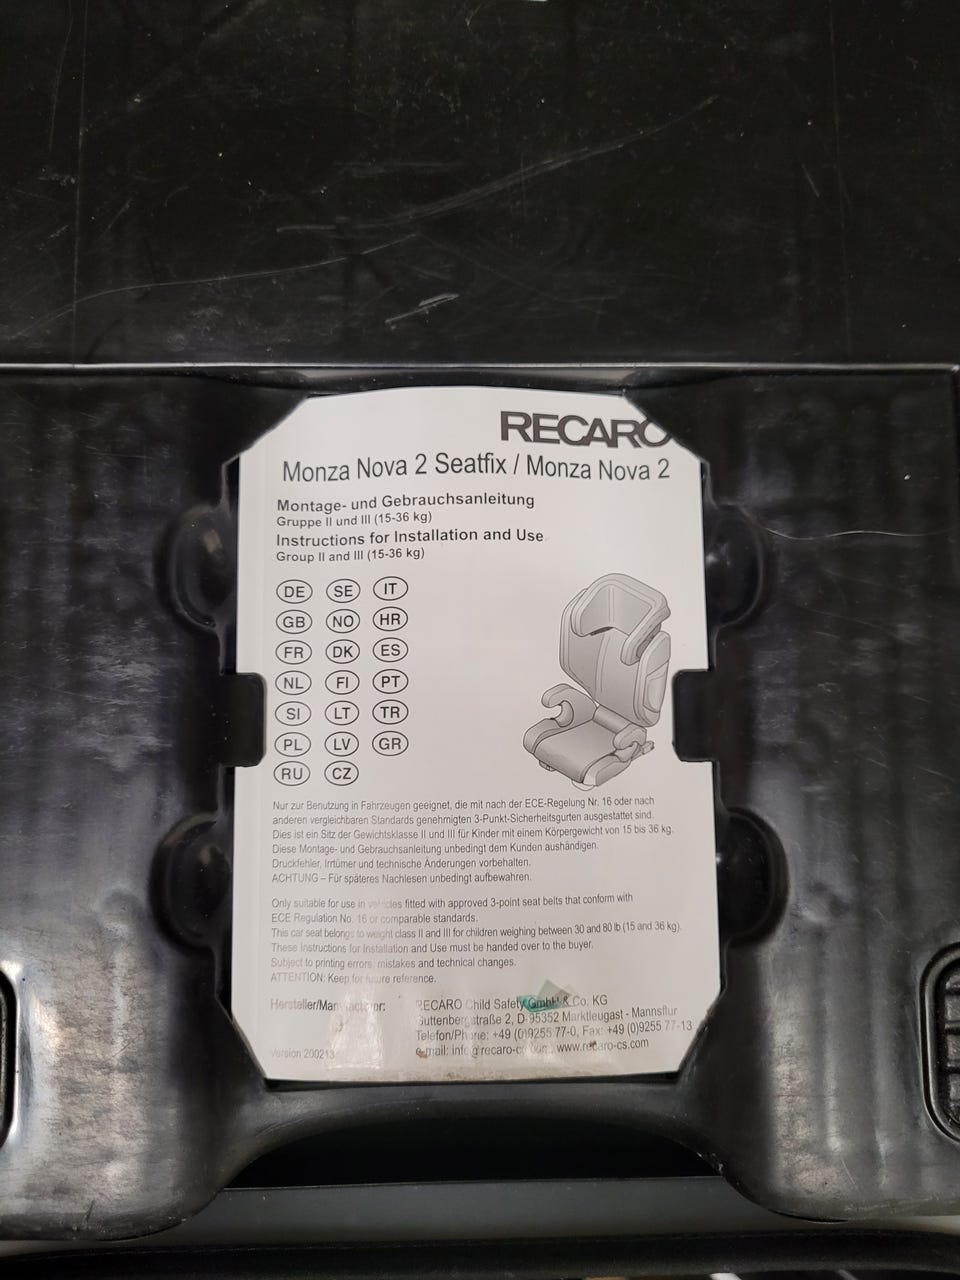 RECARO
Monza Nova 2 Seatfix / Monza Nova 2
Montage- und Gebrauchsanleitung
Gruppe II und III (15-36 kg)
Instructions for Installation and Use
Group II and III (15-36 kg)
DE SE IT
GB NO HR
FR DK ES
NL FI PT
SI LT TR
PL LV GR
RU CZ
Nur zur Benutzung in Fahrzeugen geeignet, die mit nach der ECE-Regelung Nr. 16 oder nach
anderen vergleichbaren Standards genehmigten 3-Punkt-Sicherheitsgurten ausgestattet sind.
Dies ist ein Sitz der Gewichtsklasse II und III für Kinder mit einem Körpergewicht von 15 bis 36 kg.
Diese Montage- und Gebrauchsanleitung unbedingt dem Kunden aushändigen.
Druckfehler, Irrtümer und technische Änderungen vorbehalten.
ACHTUNG – Für späteres Nachlesen unbedingt aufbewahren.
Only suitable for use in vehicles fitted with approved 3-point seat belts that conform with
ECE Regulation No. 16 or comparable standards.
This car seat belongs to weight class II and III for children weighing between 30 and 80 lb (15 and 36 kg).
These Instructions for Installation and Use must be handed over to the buyer.
Subject to printing errors, mistakes and technical changes.
ATTENTION: Keep for future reference.
Hersteller/Manufacturer: RECARO Child Safety GmbH & Co. KG
Guttenbergstraße 2, D-95352 Marktleugast - Mannsflur
Telefon/Phone: +49 (0)9255 77-0, Fax: +49 (0)9255 77-13
e-mail: www.recaro-cs.com
Version